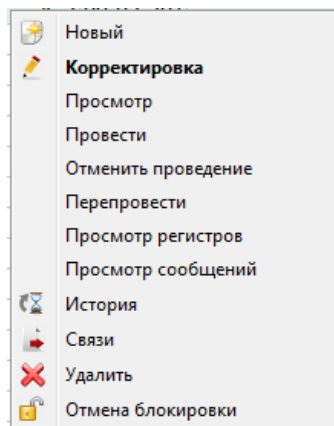 Новый
Корректировка
Просмотр
Провести
Отменить проведение
Перепровести
Просмотр регистров
Просмотр сообщений
История
Связи
Удалить
Отмена блокировки